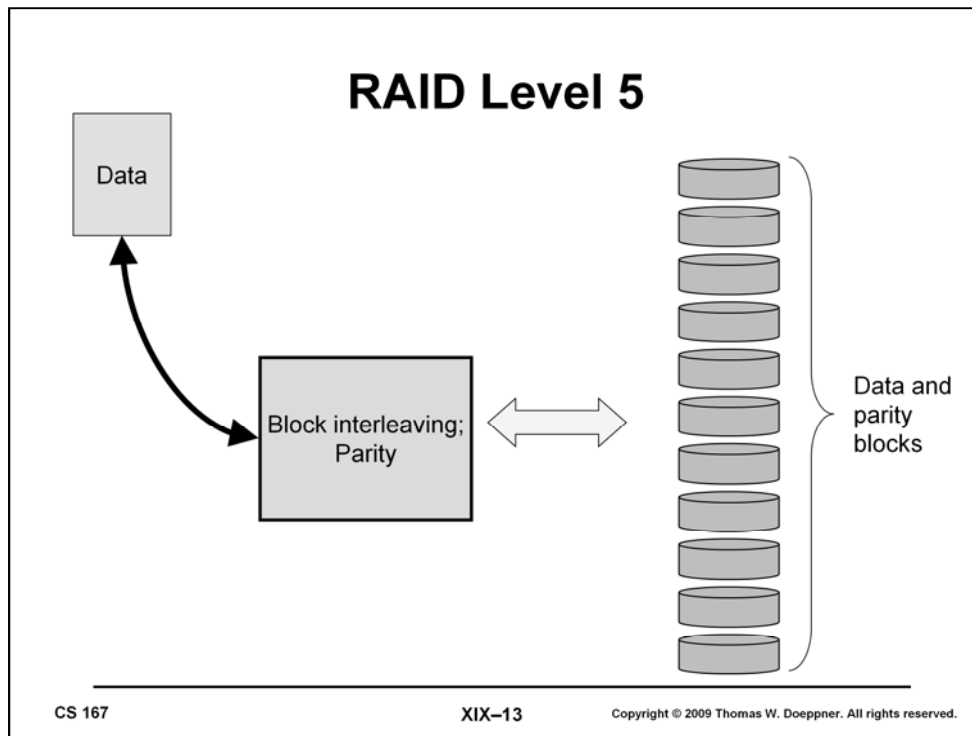 RAID Level 5
Data
Block interleaving;
Parity
Data and
parity
blocks
CS 167
XIX–13
Copyright © 2009 Thomas W. Doeppner. All rights reserved.